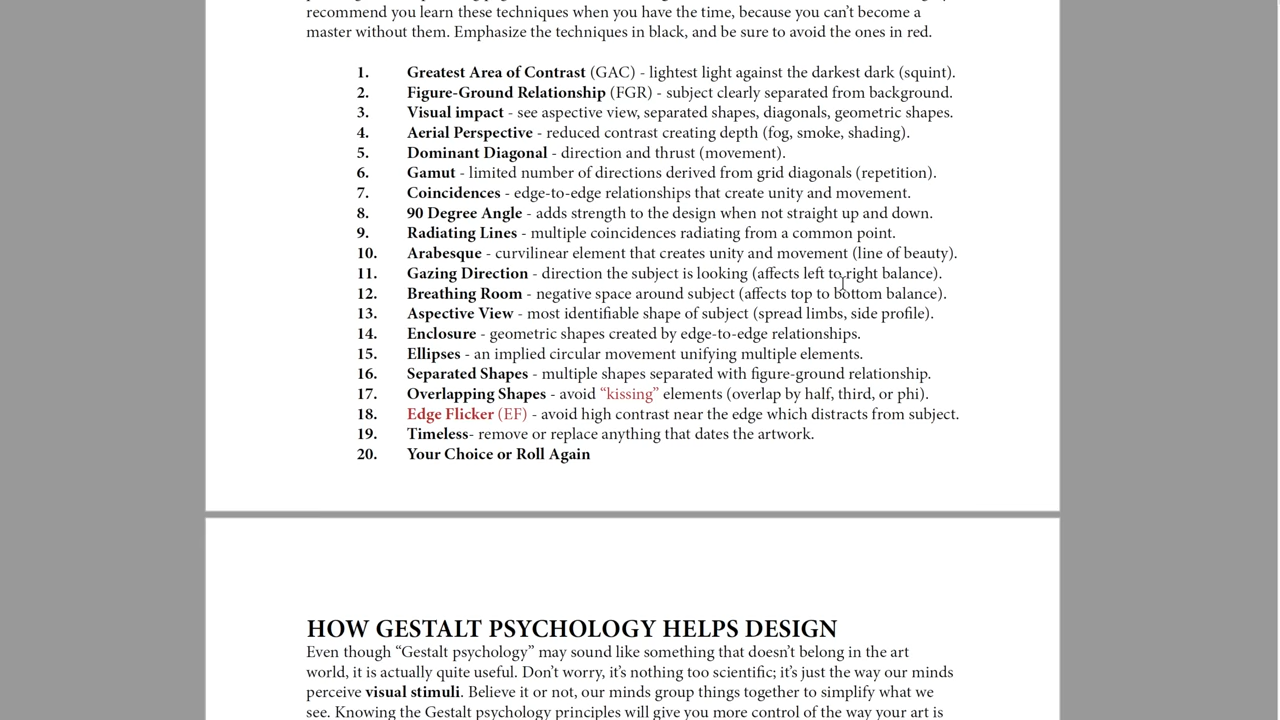 recommend you learn these techniques when you have the time, because you can't become a
master without them. Emphasize the techniques in black, and be sure to avoid the ones in red.
1. Greatest Area of Contrast (GAC) - lightest light against the darkest dark (squint).
2. Figure-Ground Relationship (FGR) - subject clearly separated from background.
3. Visual impact - see aspective view, separated shapes, diagonals, geometric shapes.
4. Aerial Perspective - reduced contrast creating depth (fog, smoke, shading).
5. Dominant Diagonal - direction and thrust (movement).
6. Gamut - limited number of directions derived from grid diagonals (repetition).
7. Coincidences - edge-to-edge relationships that create unity and movement.
8. 90 Degree Angle - adds strength to the design when not straight up and down.
9. Radiating Lines - multiple coincidences radiating from a common point.
10. Arabesque - curvilinear element that creates unity and movement (line of beauty).
11. Gazing Direction - direction the subject is looking (affects left to right balance).
12. Breathing Room - negative space around subject (affects top to bottom balance).
13. Aspective View - most identifiable shape of subject (spread limbs, side profile).
14. Enclosure - geometric shapes created by edge-to-edge relationships.
15. Ellipses - an implied circular movement unifying multiple elements.
16. Separated Shapes - multiple shapes separated with figure-ground relationship.
17. Overlapping Shapes - avoid “kissing” elements (overlap by half, third, or phi).
18. Edge Flicker (EF) - avoid high contrast near the edge which distracts from subject.
19. Timeless- remove or replace anything that dates the artwork.
20. Your Choice or Roll Again
HOW GESTALT PSYCHOLOGY HELPS DESIGN
Even though “Gestalt psychology” may sound like something that doesn't belong in the art
world, it is actually quite useful. Don't worry, it's nothing too scientific; it's just the way our minds
perceive visual stimuli. Believe it or not, our minds group things together to simplify what we
see. Knowing the Gestalt psychology principles will give you more control of the way your art is